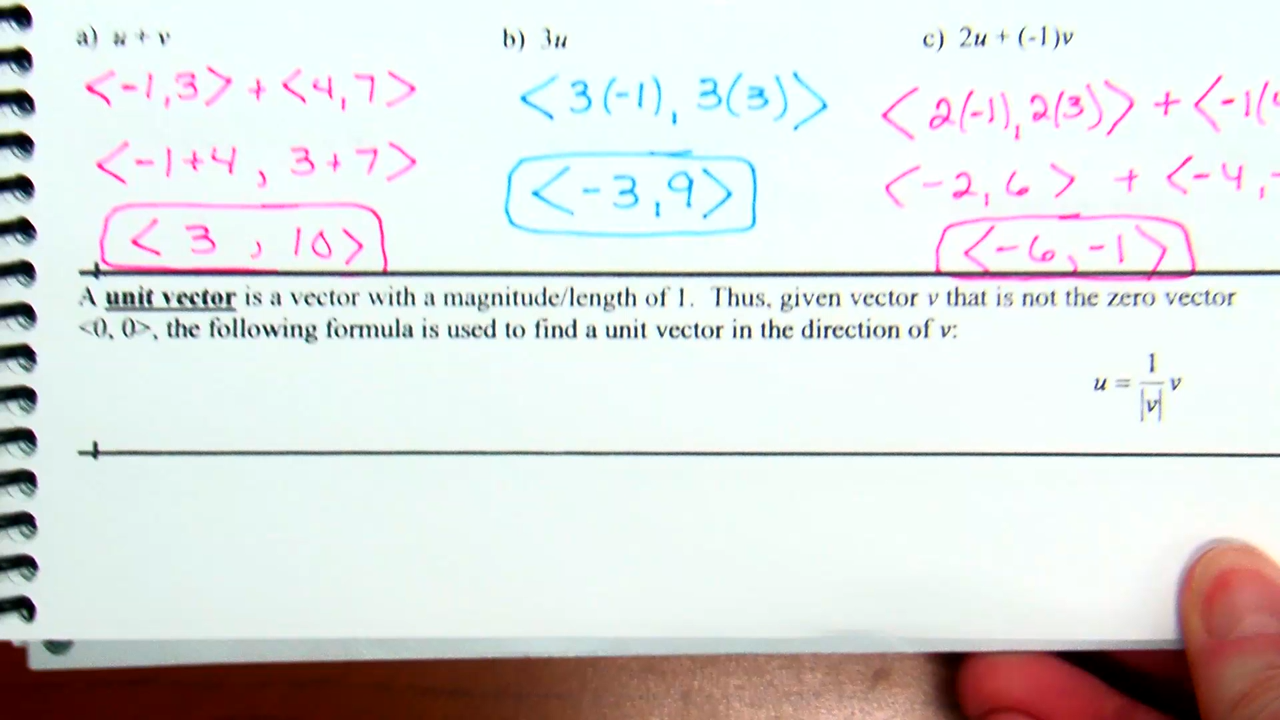 a) u + v
b) 3u
c) 2u + (-1)v
<-1,3> + <4,7>
<3(-1), 3(3)>
<2(-1), 2(3)> + <-1(
<-1+4, 3+7>
<-3,9>
<-2,6> + <-4,-
<3, 10>
<-6,-1>
A unit vector is a vector with a magnitude/length of 1. Thus, given vector v that is not the zero vector
<0, 0>, the following formula is used to find a unit vector in the direction of v:
u = 1/|v| v